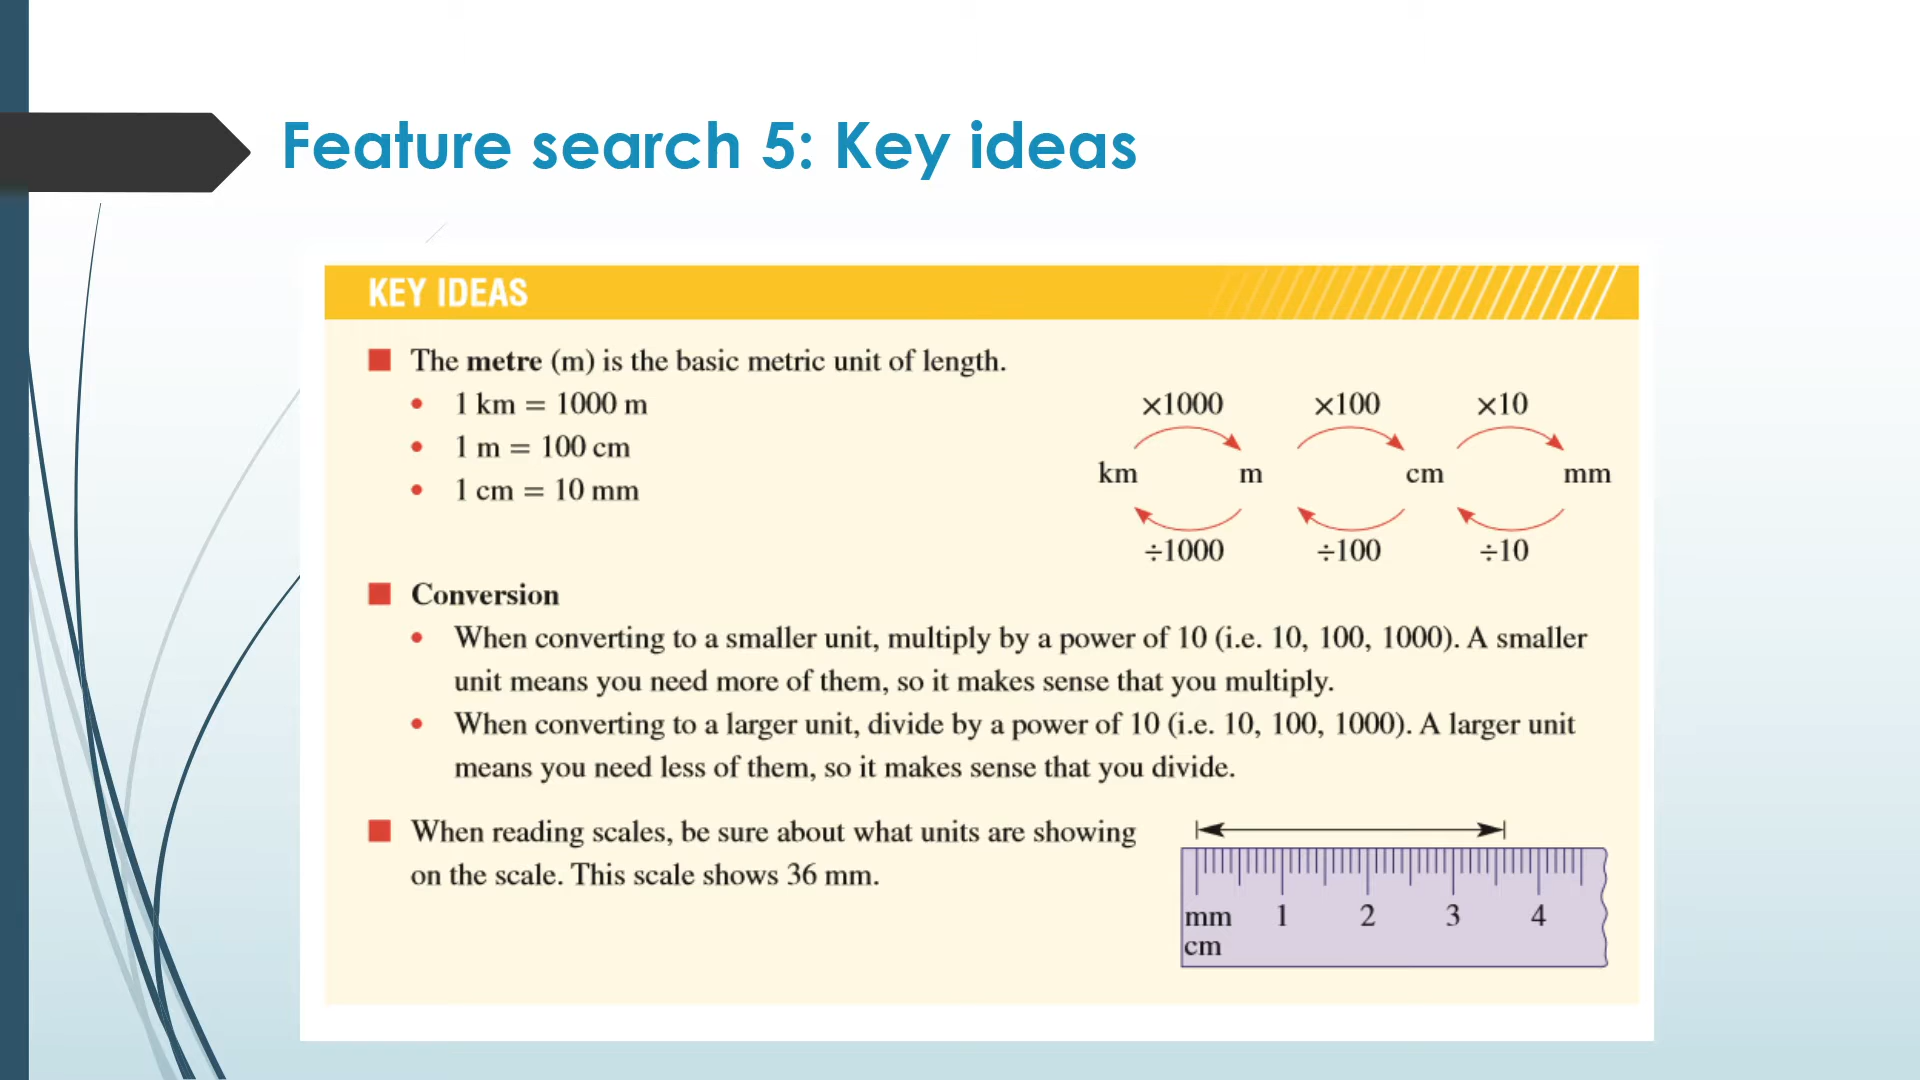 Feature search 5: Key ideas
KEY IDEAS
■ The metre (m) is the basic metric unit of length.
• 1 km = 1000 m
• 1 m = 100 cm
• 1 cm = 10 mm
×1000 ×100 ×10
km m cm mm
÷1000 ÷100 ÷10
■ Conversion
• When converting to a smaller unit, multiply by a power of 10 (i.e. 10, 100, 1000). A smaller
unit means you need more of them, so it makes sense that you multiply.
• When converting to a larger unit, divide by a power of 10 (i.e. 10, 100, 1000). A larger unit
means you need less of them, so it makes sense that you divide.
■ When reading scales, be sure about what units are showing
on the scale. This scale shows 36 mm.
mm 1 2 3 4
cm